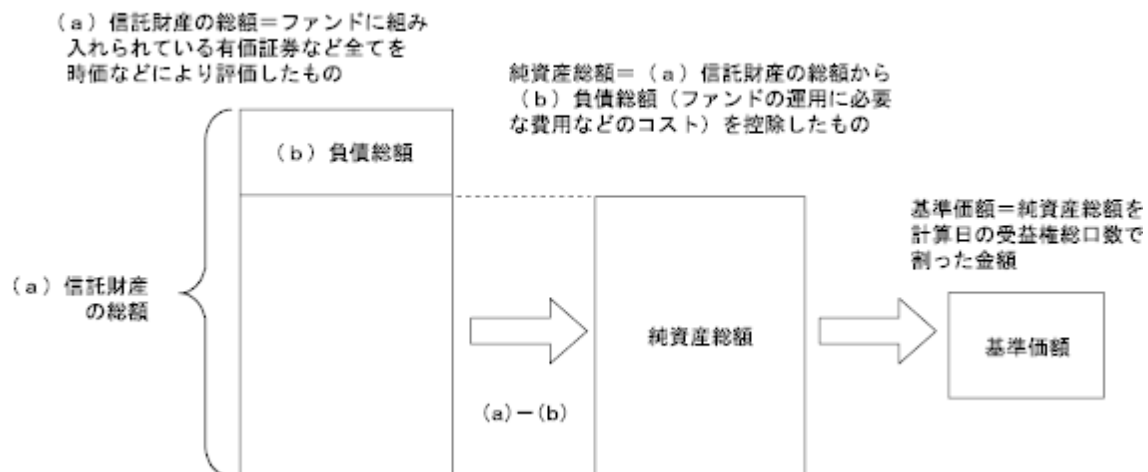 （a）信託財産の総額＝ファンドに組み
入れられている有価証券など全てを
時価などにより評価したもの
純資産総額＝（a）信託財産の総額から
（b）負債総額（ファンドの運用に必要
な費用などのコスト）を控除したもの
（b）負債総額
基準価額＝純資産総額を
計算日の受益権総口数で
割った金額
（a）信託財産
の総額
純資産総額
基準価額
(a)－(b)